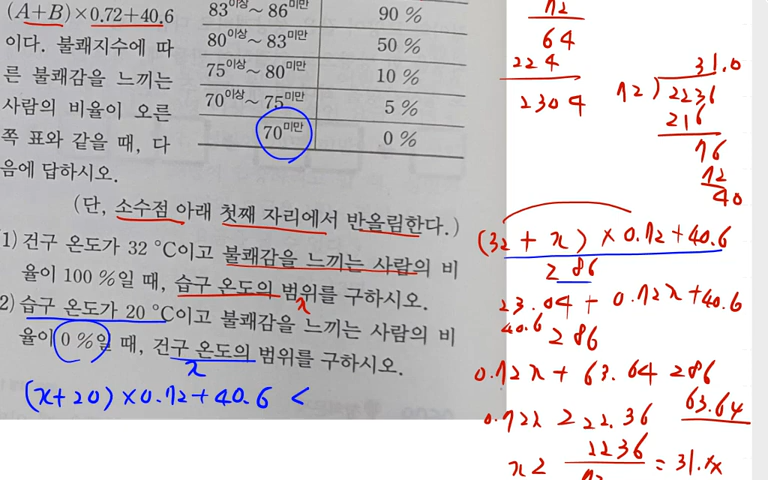 (A+B)×0.72+40.6
이다. 불쾌지수에 따
른 불쾌감을 느끼는
사람의 비율이 오른
쪽 표와 같을 때, 다
음에 답하시오.
83이상~ 86미만 90 %
80이상~ 83미만 50 %
75이상~ 80미만 10 %
70이상~ 75미만 5 %
70미만 0 %
(단, 소수점 아래 첫째 자리에서 반올림한다.)
1) 건구 온도가 32 °C이고 불쾌감을 느끼는 사람의 비
율이 100 %일 때, 습구 온도의 범위를 구하시오.
x
2) 습구 온도가 20 °C이고 불쾌감을 느끼는 사람의 비
율이 0 %일 때, 건구 온도의 범위를 구하시오.
x
(x+20)×0.72+40.6 <
72
64
224
2304
31.0
72)2236
216
76
72
40
(32+x)×0.72+40.6
≥86
23.04+0.72x+40.6
40.6 ≥86
0.72x+63.64≥86
63.64
0.72x ≥22.36
x≥ 2236 =31.xx
72